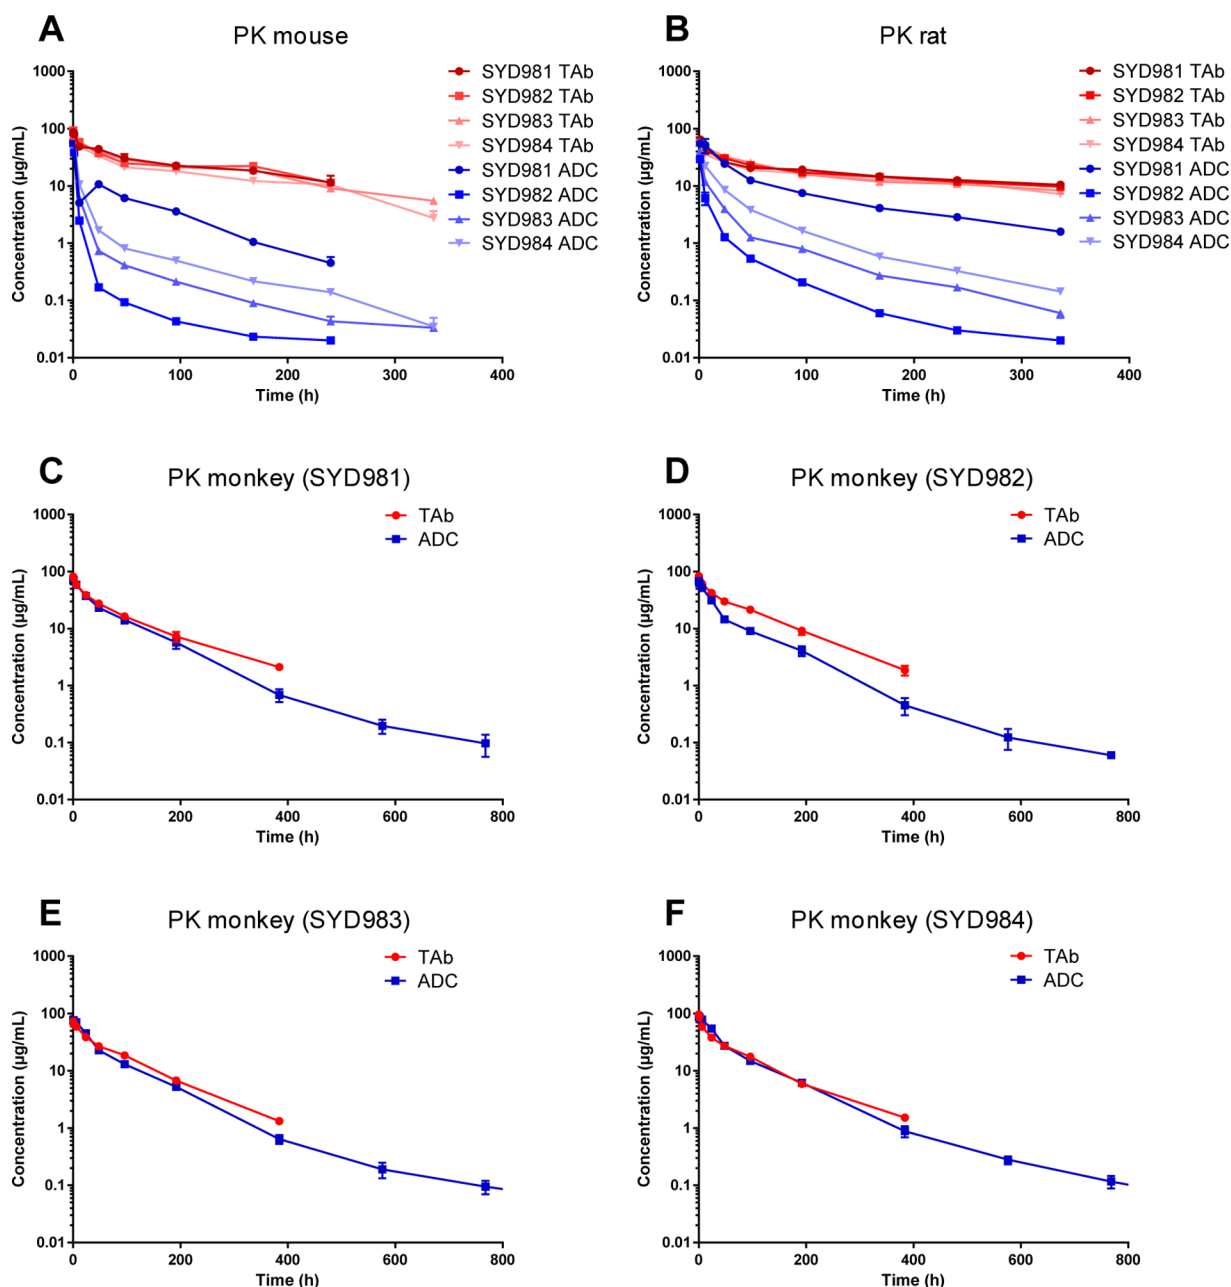 A
PK mouse
Concentration (µg/mL)
1000
100
10
1
0.1
0.01
0
100
200
300
400
Time (h)
SYD981 TAb
SYD982 TAb
SYD983 TAb
SYD984 TAb
SYD981 ADC
SYD982 ADC
SYD983 ADC
SYD984 ADC
B
PK rat
Concentration (µg/mL)
1000
100
10
1
0.1
0.01
0
100
200
300
400
Time (h)
SYD981 TAb
SYD982 TAb
SYD983 TAb
SYD984 TAb
SYD981 ADC
SYD982 ADC
SYD983 ADC
SYD984 ADC
C
PK monkey (SYD981)
TAb
ADC
Concentration (µg/mL)
1000
100
10
1
0.1
0.01
0
200
400
600
800
Time (h)
D
PK monkey (SYD982)
TAb
ADC
Concentration (µg/mL)
1000
100
10
1
0.1
0.01
0
200
400
600
800
Time (h)
E
PK monkey (SYD983)
TAb
ADC
Concentration (µg/mL)
1000
100
10
1
0.1
0.01
0
200
400
600
800
Time (h)
F
PK monkey (SYD984)
TAb
ADC
Concentration (µg/mL)
1000
100
10
1
0.1
0.01
0
200
400
600
800
Time (h)